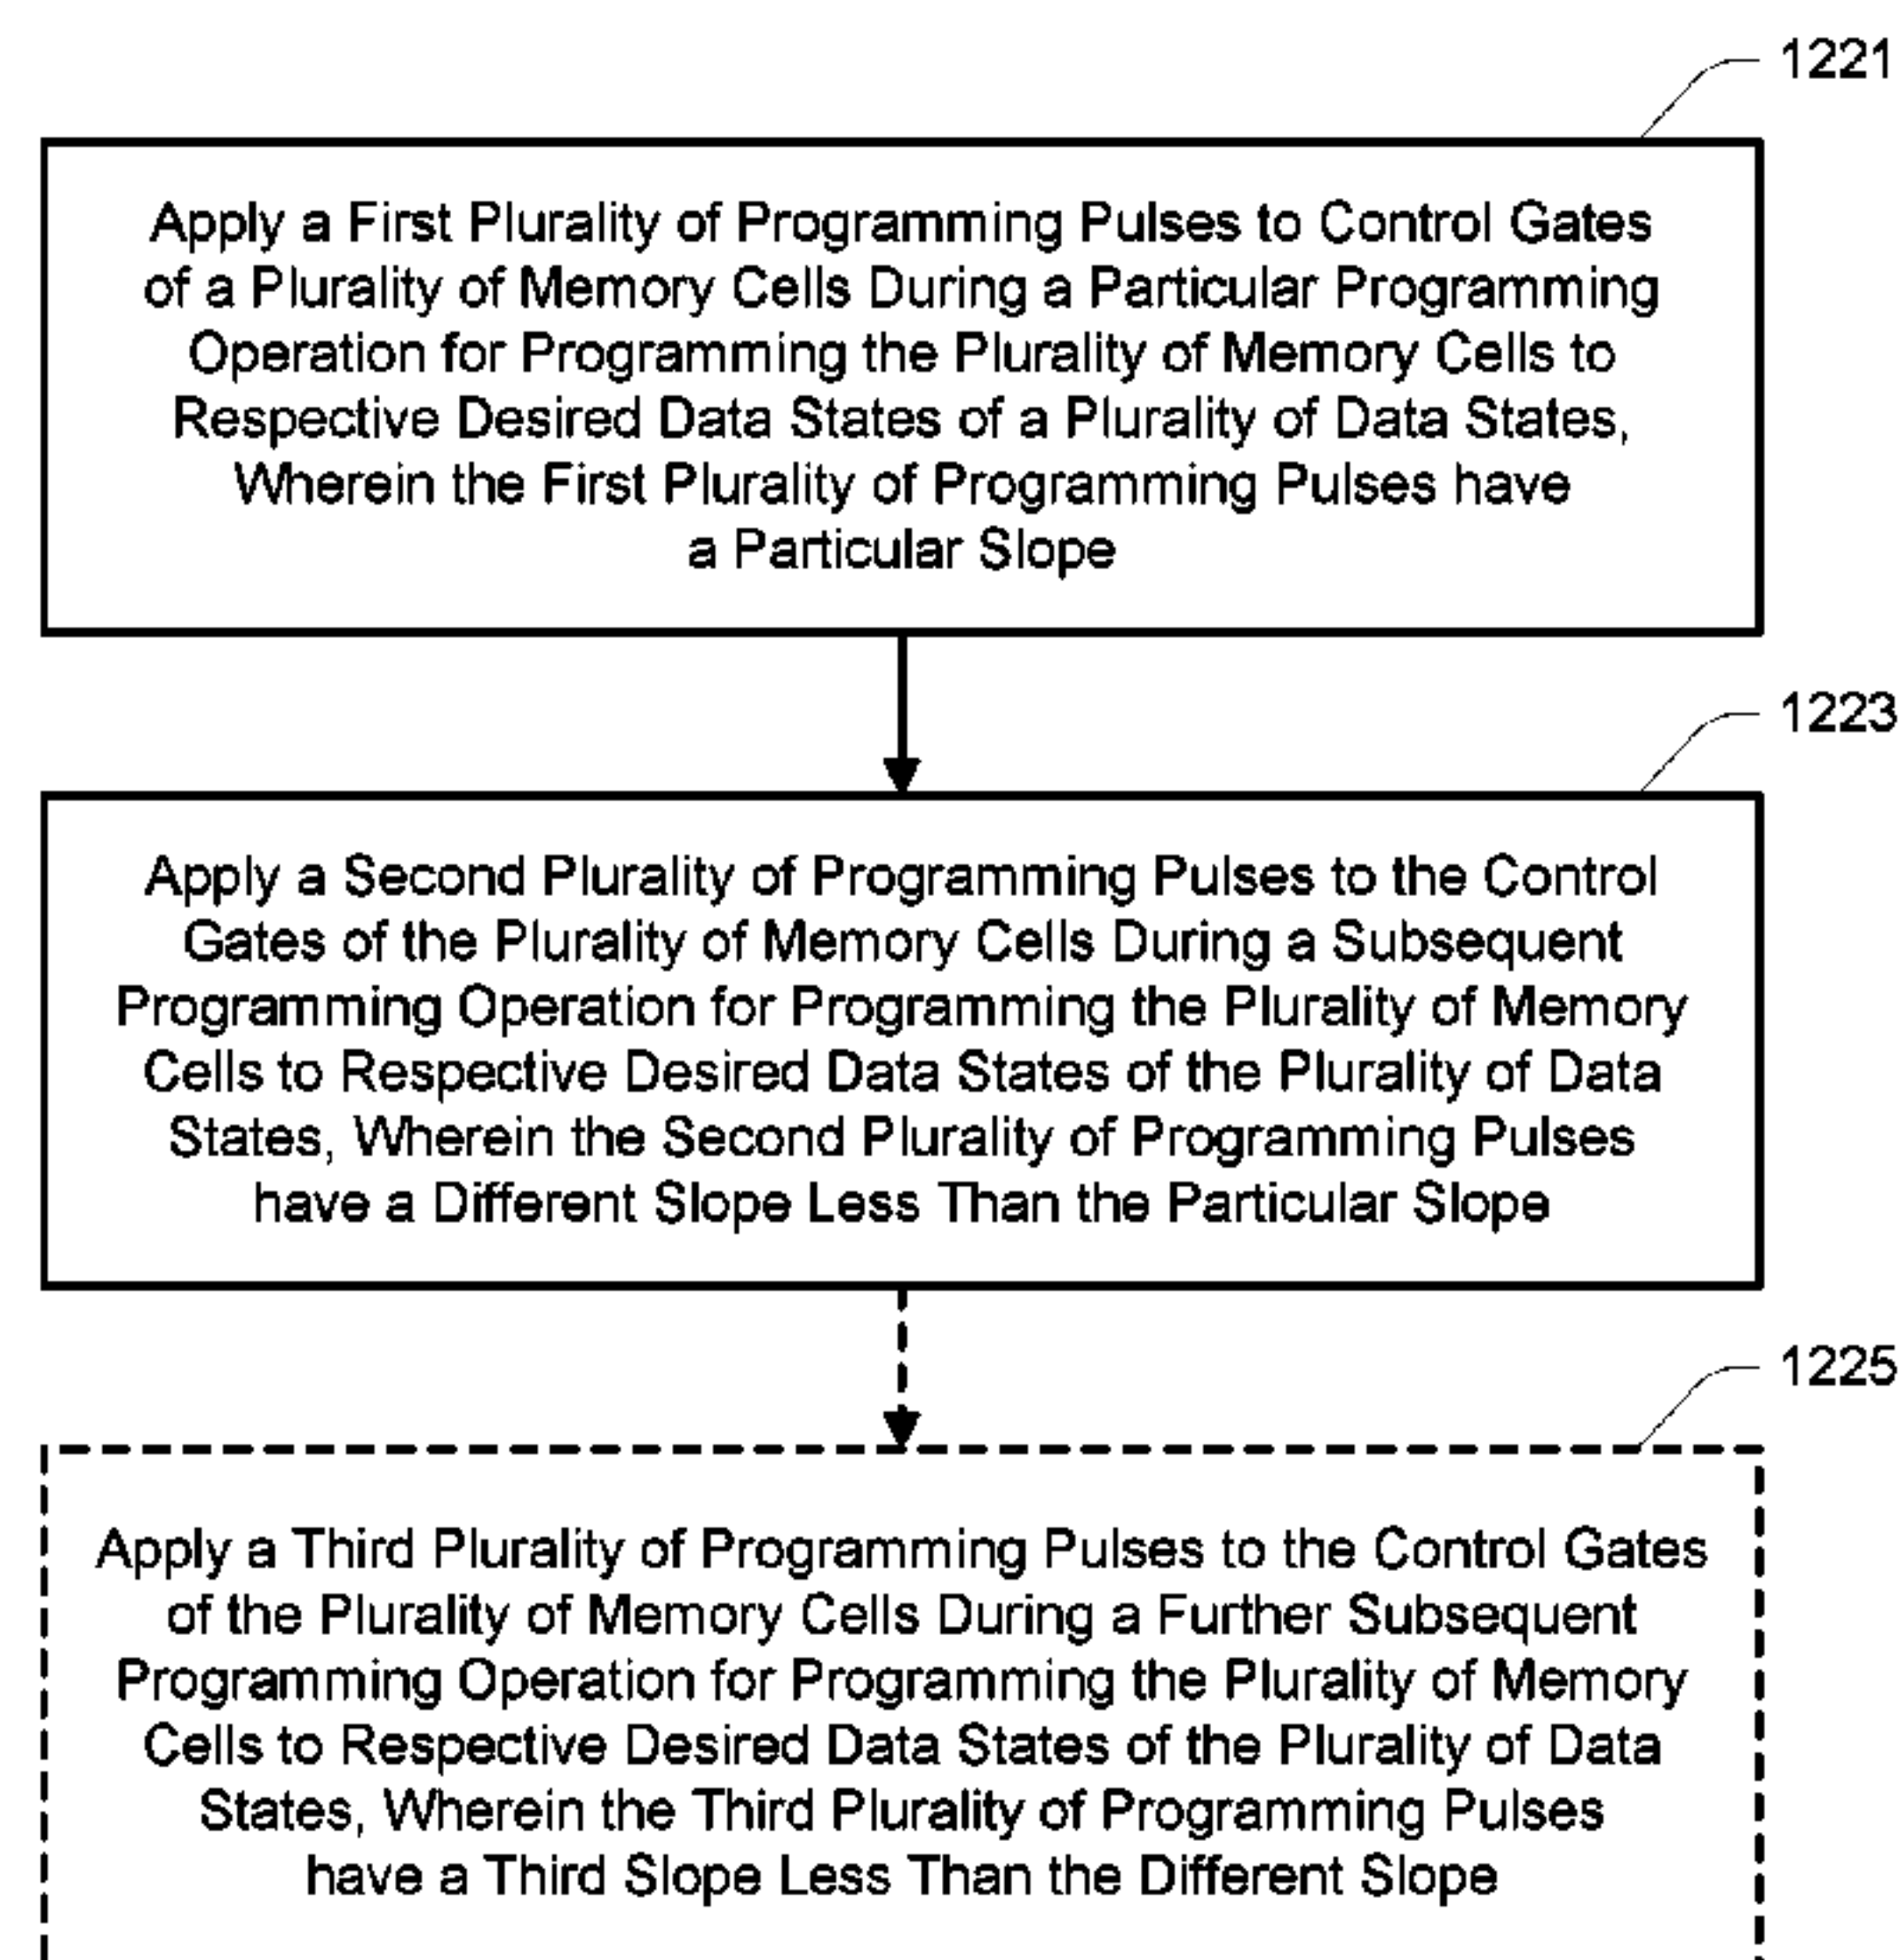 1221
Apply a First Plurality of Programming Pulses to Control Gates
of a Plurality of Memory Cells During a Particular Programming
Operation for Programming the Plurality of Memory Cells to
Respective Desired Data States of a Plurality of Data States,
Wherein the First Plurality of Programming Pulses have
a Particular Slope
1223
Apply a Second Plurality of Programming Pulses to the Control
Gates of the Plurality of Memory Cells During a Subsequent
Programming Operation for Programming the Plurality of Memory
Cells to Respective Desired Data States of the Plurality of Data
States, Wherein the Second Plurality of Programming Pulses
have a Different Slope Less Than the Particular Slope
1225
Apply a Third Plurality of Programming Pulses to the Control Gates
of the Plurality of Memory Cells During a Further Subsequent
Programming Operation for Programming the Plurality of Memory
Cells to Respective Desired Data States of the Plurality of Data
States, Wherein the Third Plurality of Programming Pulses
have a Third Slope Less Than the Different Slope